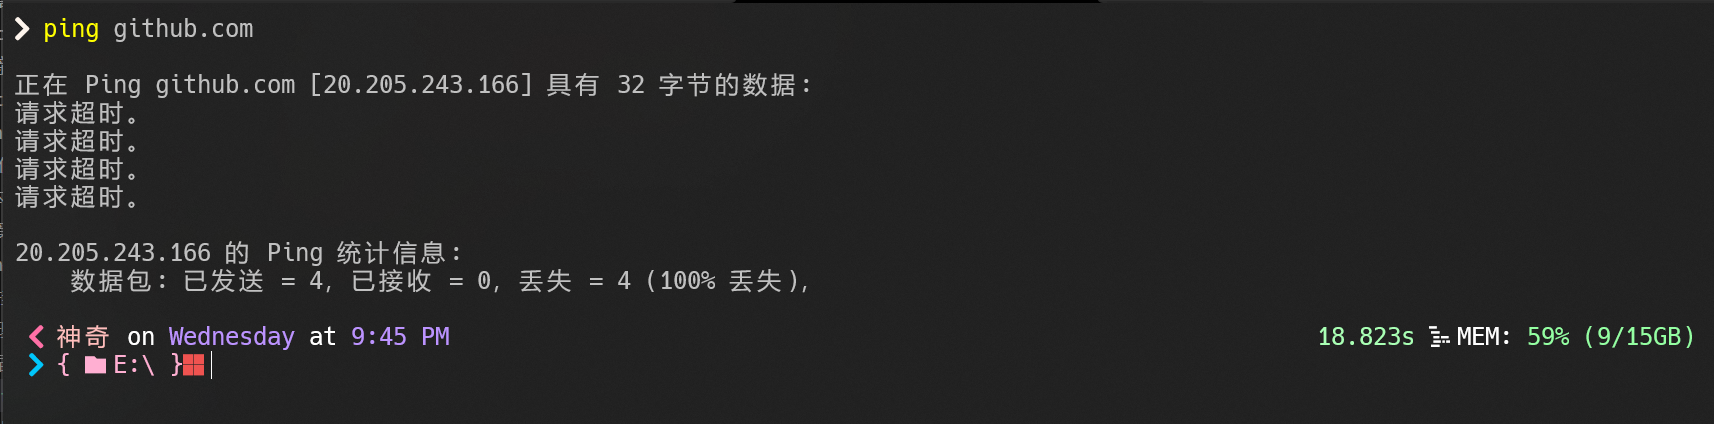 ❯ ping github.com
正在 Ping github.com [20.205.243.166] 具有 32 字节的数据:
请求超时。
请求超时。
请求超时。
请求超时。
20.205.243.166 的 Ping 统计信息:
数据包: 已发送 = 4, 已接收 = 0, 丢失 = 4 (100% 丢失),
神奇 on Wednesday at 9:45 PM 18.823s MEM: 59% (9/15GB)
{ E:\ }